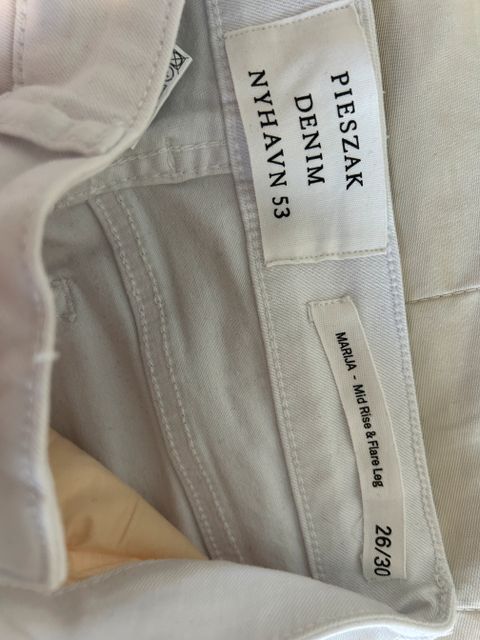 PIESZAK
DENIM
NYHAVN 53
MARIJA - Mid Rise & Flare Leg
26/30